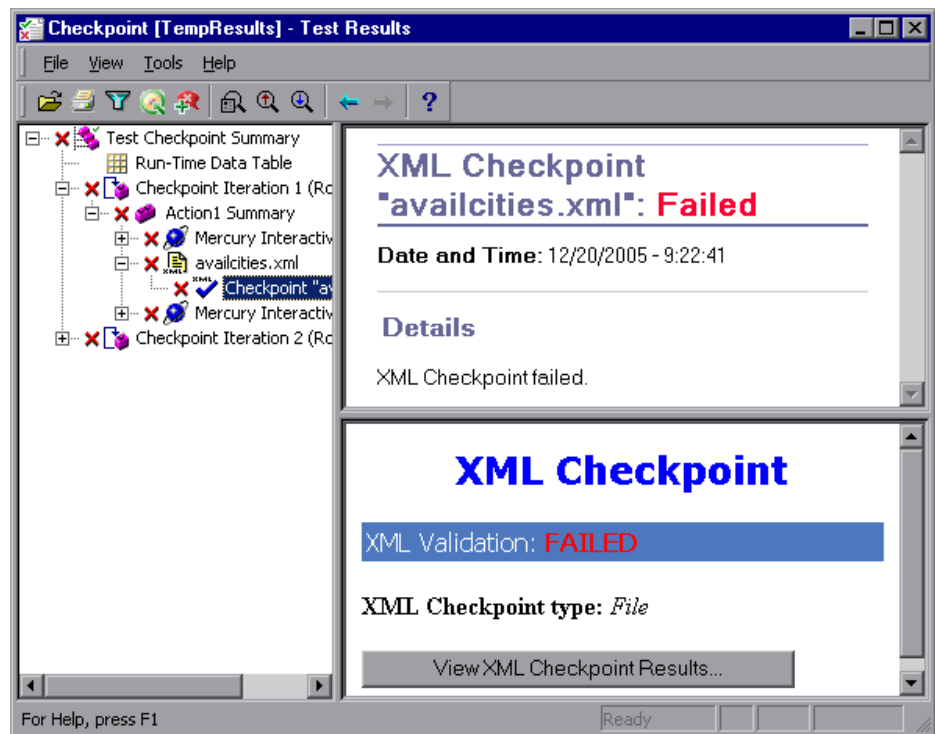 Checkpoint [TempResults] - Test Results
File View Tools Help
?
Test Checkpoint Summary
Run-Time Data Table
Checkpoint Iteration 1 (Ro
Action1 Summary
Mercury Interactiv
XML availcities.xml
XML Checkpoint "av
Mercury Interactiv
Checkpoint Iteration 2 (Ro
XML Checkpoint
"availcities.xml": Failed
Date and Time: 12/20/2005 - 9:22:41
Details
XML Checkpoint failed.
XML Checkpoint
XML Validation: FAILED
XML Checkpoint type: File
View XML Checkpoint Results...
For Help, press F1
Ready